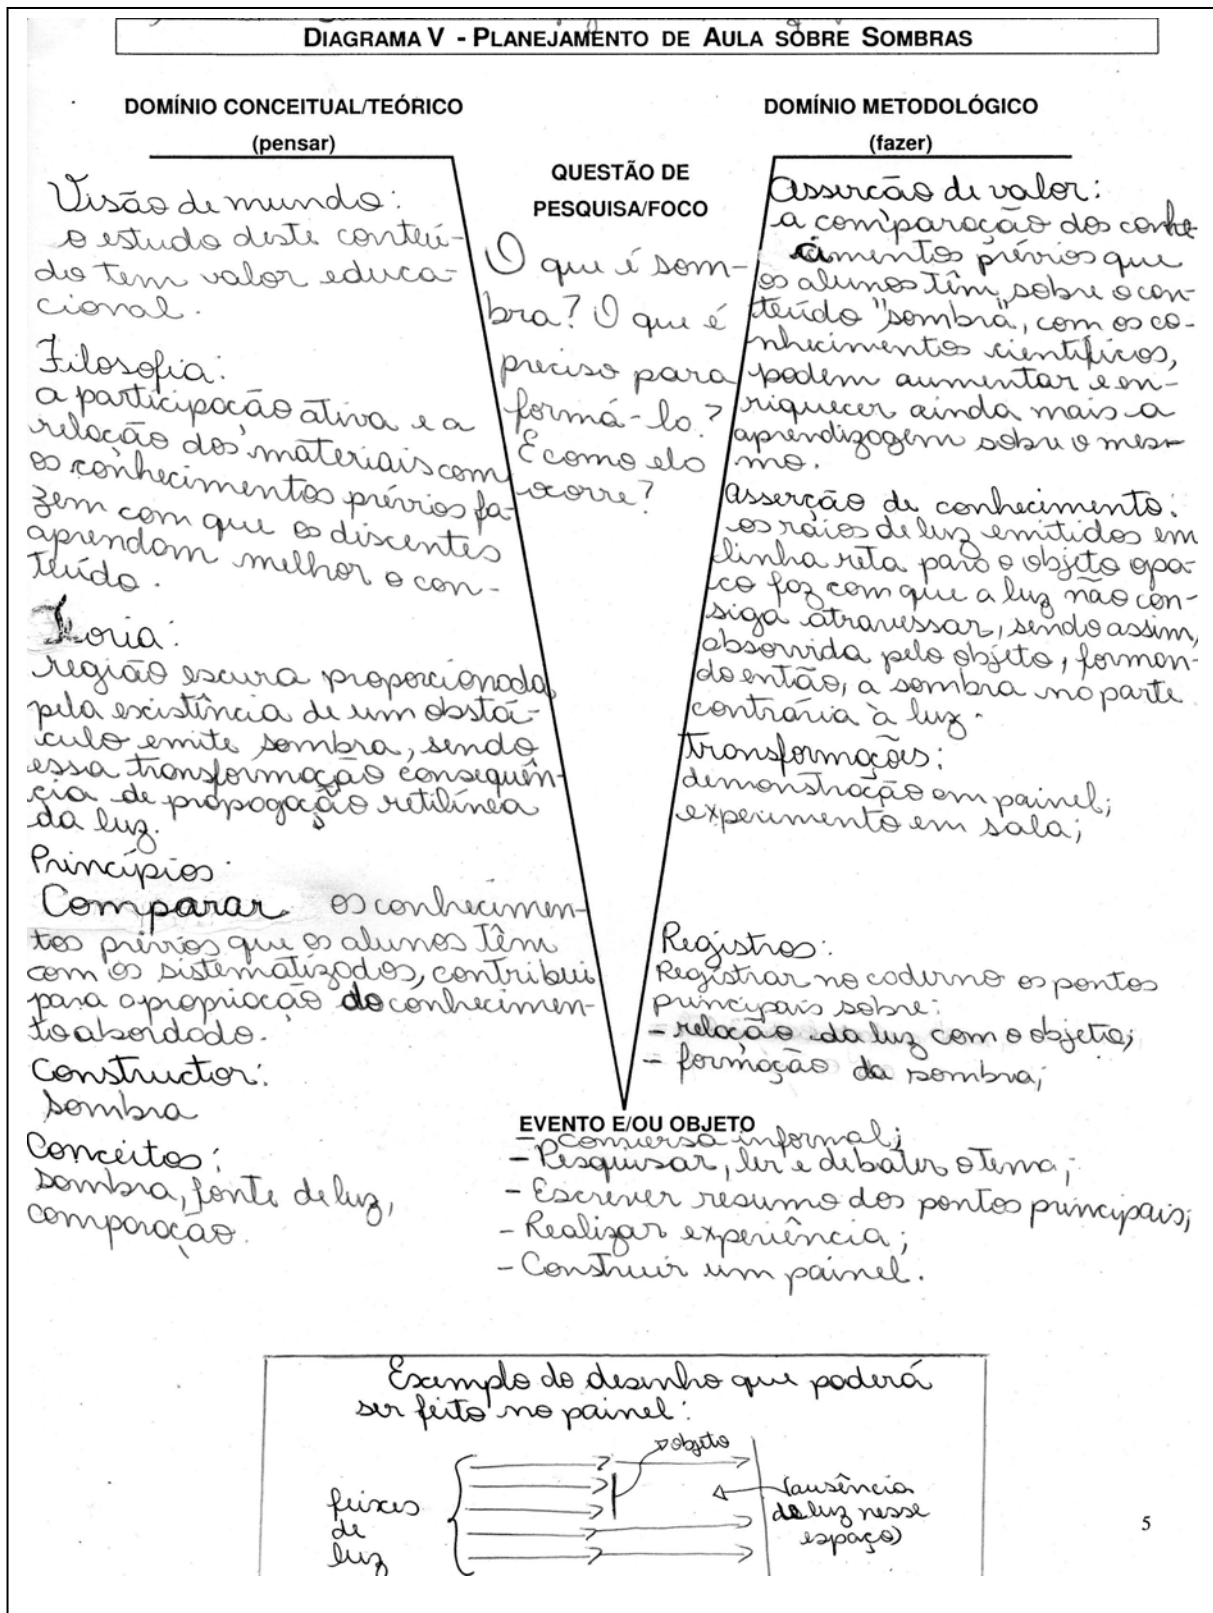 DIAGRAMA V - PLANEJAMENTO DE AULA SOBRE SOMBRAS
DOMÍNIO CONCEITUAL/TEÓRICO
(pensar)
Visão de mundo:
o estudo deste conteú-
do tem valor educa-
cional.
Filosofia:
a participação ativa e a
relação dos materiais com
os conhecimentos prévios fa-
zem com que os discentes
aprendam melhor o con-
teúdo.
Teoria:
região escura proporcionada
pela existência de um obstá-
culo emite sombra, sendo
essa transformação consequên-
cia de propagação retilínea
da luz.
Princípios:
Comparar os conhecimen-
tos prévios que os alunos têm
com os sistematizados, contribui
para apropriação do conhecimen-
to abordado.
Constructor:
sombra
Conceitos:
sombra, fonte de luz,
comparação.
QUESTÃO DE
PESQUISA/FOCO
O que é som-
bra? O que é
preciso para
formá-la?
E como ela
ocorre?
DOMÍNIO METODOLÓGICO
(fazer)
Asserção de valor:
a comparação dos conhe
cimentos prévios que
os alunos têm, sobre o con-
teúdo "sombra", com os co-
nhecimentos científicos,
podem aumentar e en-
riquecer ainda mais a
aprendizagem sobre o mes-
mo.
Asserção de conhecimento:
os raios de luz emitidos em
linha reta para o objeto opa-
co faz com que a luz não con-
siga atravessar, sendo assim,
absorvida pelo objeto, forman-
do então, a sombra na parte
contrária à luz.
transformações:
demonstração em painel;
experimento em sala;
Registros:
Registrar no caderno os pontos
principais sobre:
- relação da luz com o objeto;
- formação da sombra;
EVENTO E/OU OBJETO
- conversa informal;
- Pesquisar, ler e debater o tema;
- Escrever resumo dos pontos principais;
- Realizar experiência;
- Construir um painel.
Exemplo do desenho que poderá
ser feito no painel:
objeto
feixes
de
luz
(ausência
de luz nesse
espaço)
5